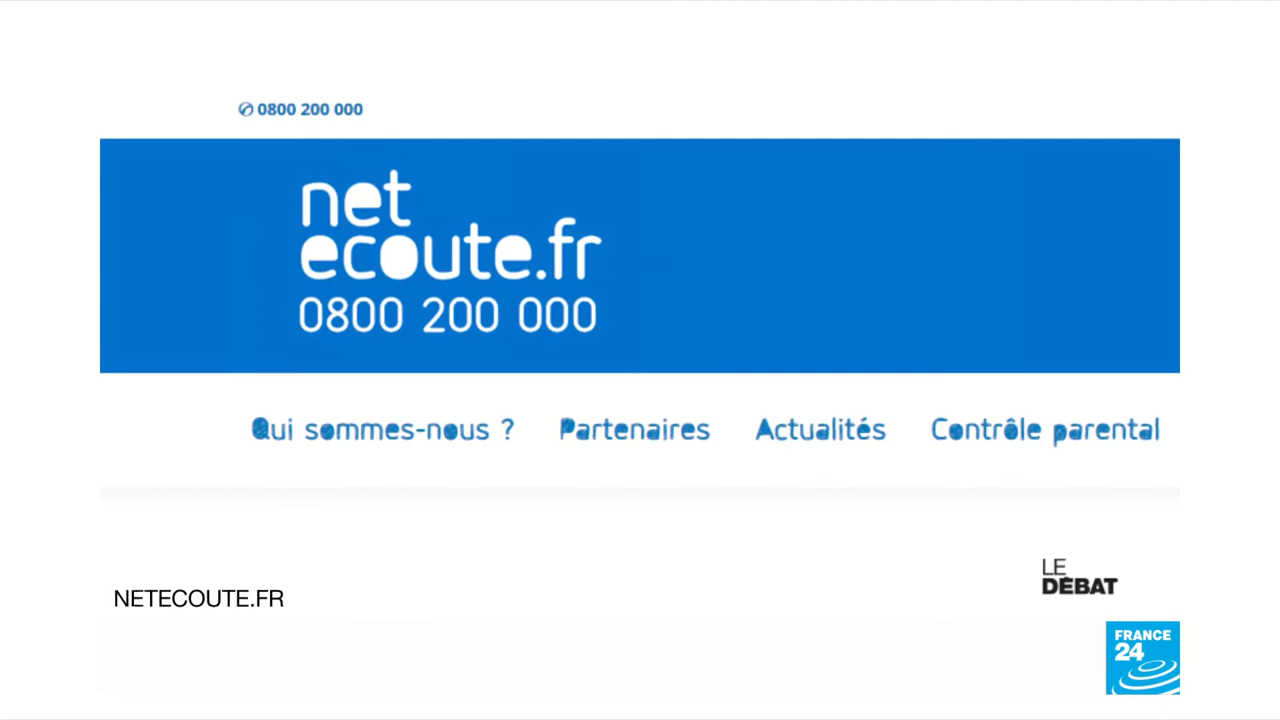 ✆ 0800 200 000
net
ecoute.fr
0800 200 000
Qui sommes-nous ? Partenaires Actualités Contrôle parental
LE
DÉBAT
NETECOUTE.FR
FRANCE
24